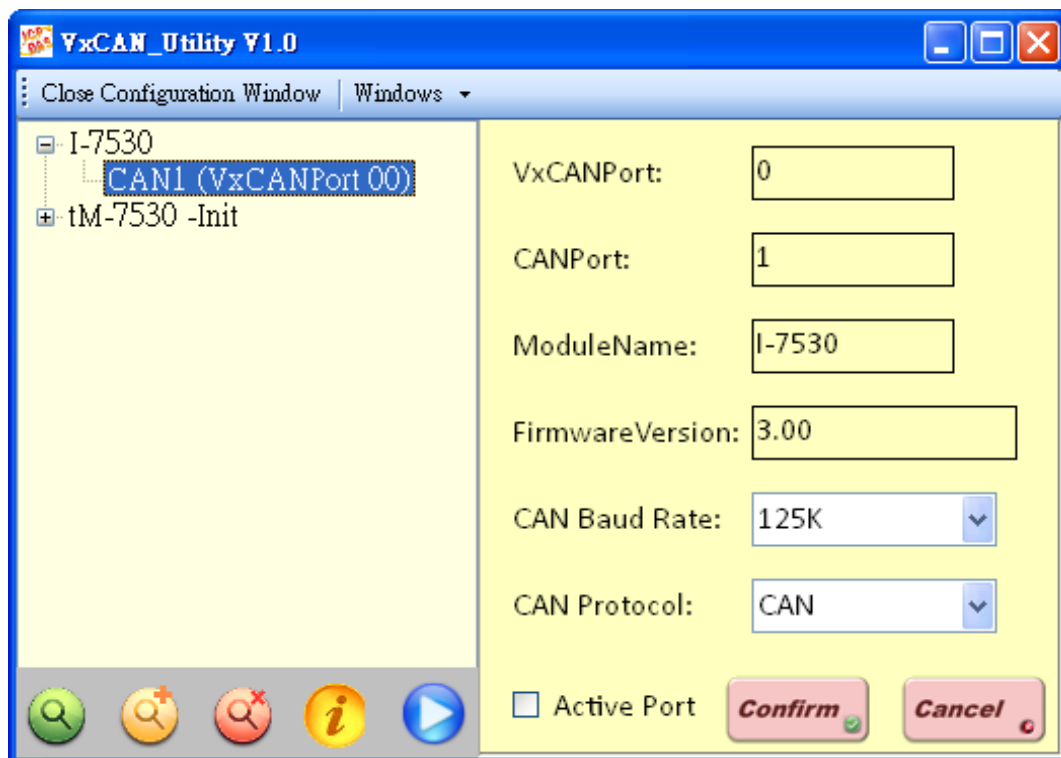 VxCAN_Utility V1.0
Close Configuration Window Windows
I-7530
CAN1 (VxCANPort 00)
tM-7530 -Init
VxCANPort: 0
CANPort: 1
ModuleName: I-7530
FirmwareVersion: 3.00
CAN Baud Rate: 125K
CAN Protocol: CAN
Active Port Confirm Cancel